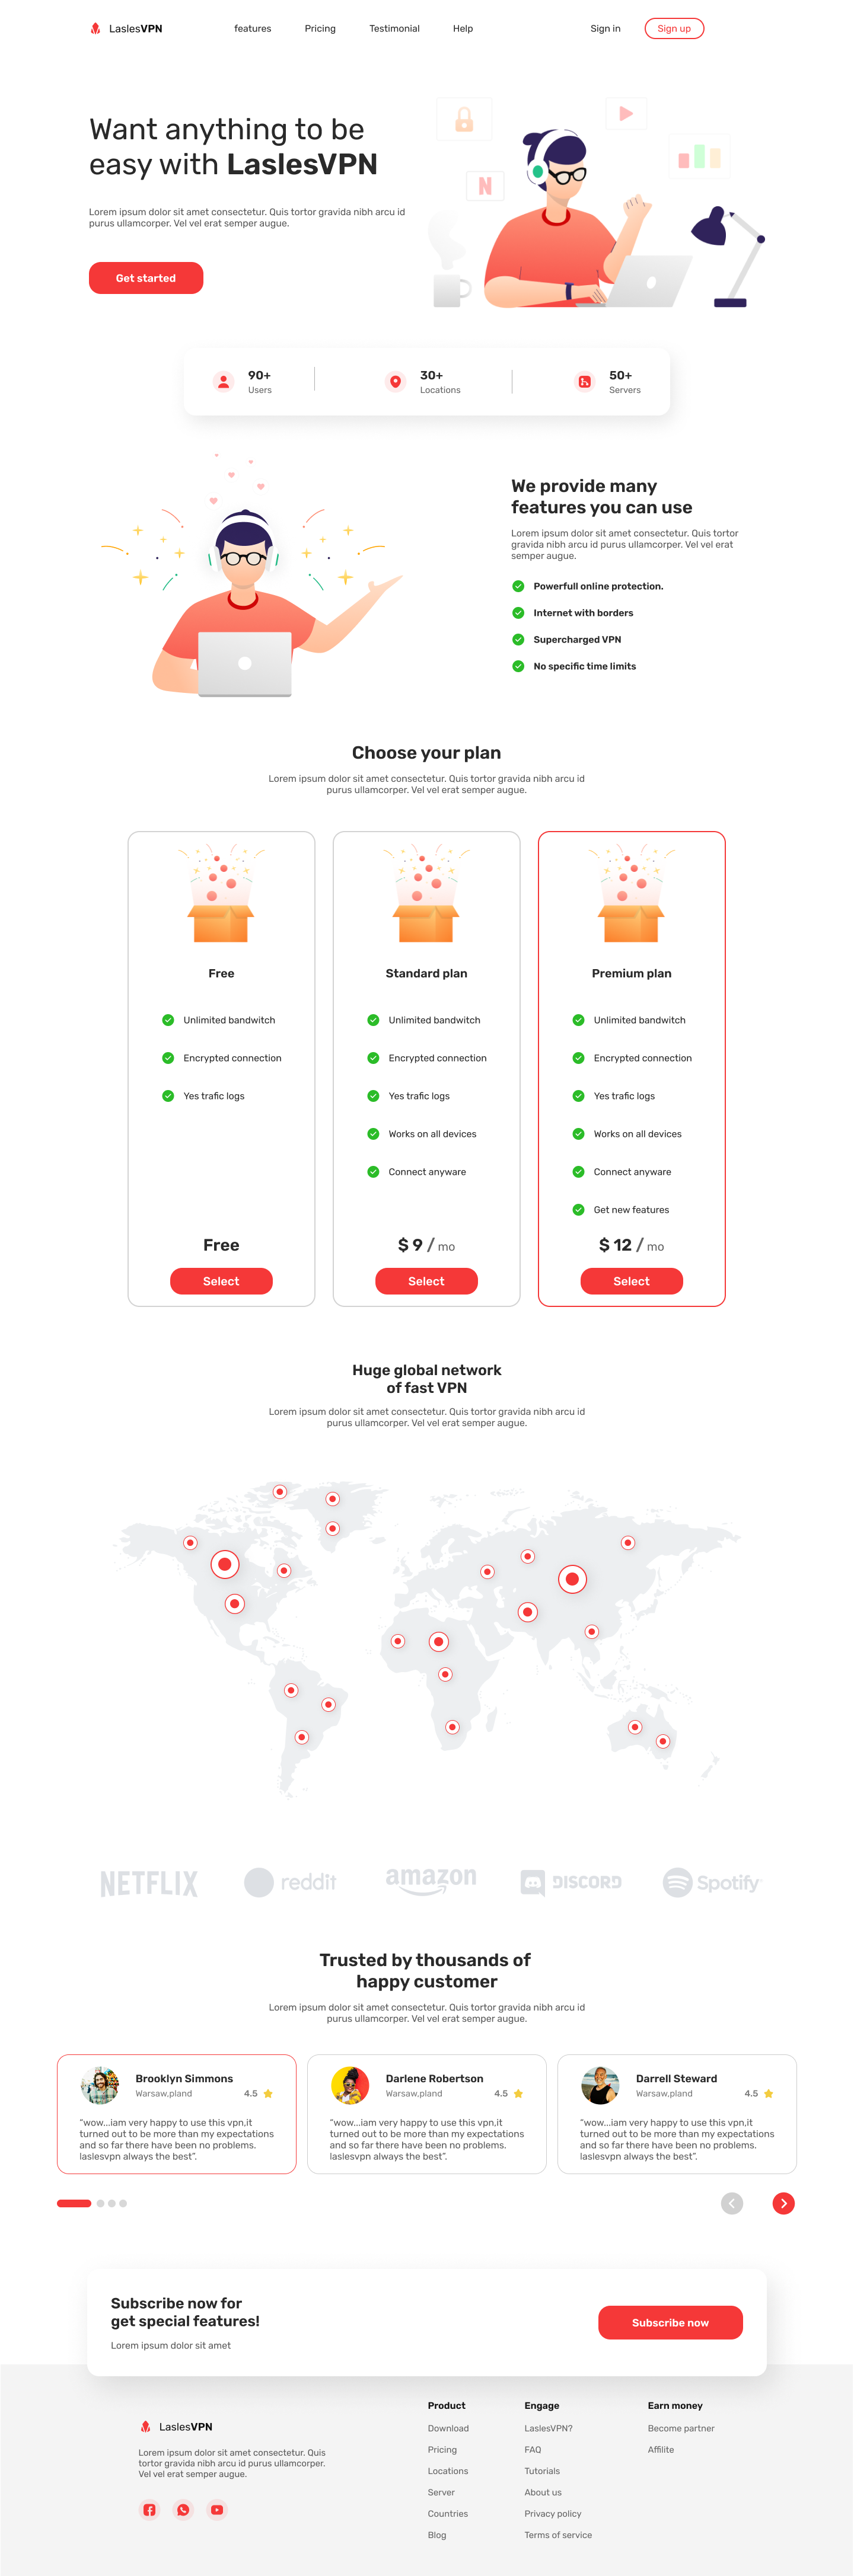 LaslesVPN
features
Pricing
Testimonial
Help
Sign in
Sign up
Want anything to be
easy with LaslesVPN
Lorem ipsum dolor sit amet consectetur. Quis tortor gravida nibh arcu id
purus ullamcorper. Vel vel erat semper augue.
Get started
N
90+
Users
30+
Locations
50+
Servers
We provide many
features you can use
Lorem ipsum dolor sit amet consectetur. Quis tortor
gravida nibh arcu id purus ullamcorper. Vel vel erat
semper augue.
Powerfull online protection.
Internet with borders
Supercharged VPN
No specific time limits
Choose your plan
Lorem ipsum dolor sit amet consectetur. Quis tortor gravida nibh arcu id
purus ullamcorper. Vel vel erat semper augue.
Free
Unlimited bandwitch
Encrypted connection
Yes trafic logs
Free
Select
Standard plan
Unlimited bandwitch
Encrypted connection
Yes trafic logs
Works on all devices
Connect anyware
$ 9 / mo
Select
Premium plan
Unlimited bandwitch
Encrypted connection
Yes trafic logs
Works on all devices
Connect anyware
Get new features
$ 12 / mo
Select
Huge global network
of fast VPN
Lorem ipsum dolor sit amet consectetur. Quis tortor gravida nibh arcu id
purus ullamcorper. Vel vel erat semper augue.
NETFLIX
reddit
amazon
DISCORD
Spotify
Trusted by thousands of
happy customer
Lorem ipsum dolor sit amet consectetur. Quis tortor gravida nibh arcu id
purus ullamcorper. Vel vel erat semper augue.
Brooklyn Simmons
Warsaw,pland
4.5
“wow...iam very happy to use this vpn,it
turned out to be more than my expectations
and so far there have been no problems.
laslesvpn always the best”.
Darlene Robertson
Warsaw,pland
4.5
“wow...iam very happy to use this vpn,it
turned out to be more than my expectations
and so far there have been no problems.
laslesvpn always the best”.
Darrell Steward
Warsaw,pland
4.5
“wow...iam very happy to use this vpn,it
turned out to be more than my expectations
and so far there have been no problems.
laslesvpn always the best”.
Subscribe now for
get special features!
Lorem ipsum dolor sit amet
Subscribe now
LaslesVPN
Lorem ipsum dolor sit amet consectetur. Quis
tortor gravida nibh arcu id purus ullamcorper.
Vel vel erat semper augue.
Product
Download
Pricing
Locations
Server
Countries
Blog
Engage
LaslesVPN?
FAQ
Tutorials
About us
Privacy policy
Terms of service
Earn money
Become partner
Affilite